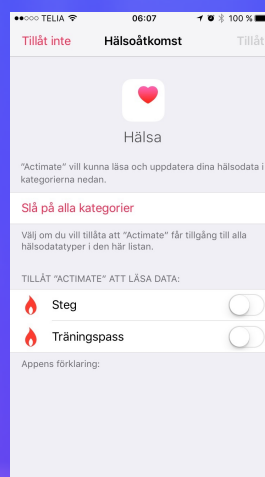 TELIA 06:07 100 %
Tillåt inte Hälsoåtkomst Tillåt
Hälsa
"Actimate" vill kunna läsa och uppdatera dina hälsodata i
kategorierna nedan.
Slå på alla kategorier
Välj om du vill tillåta att "Actimate" får tillgång till alla
hälsodatatyper i den här listan.
TILLÅT "ACTIMATE" ATT LÄSA DATA:
Steg
Träningspass
Appens förklaring: